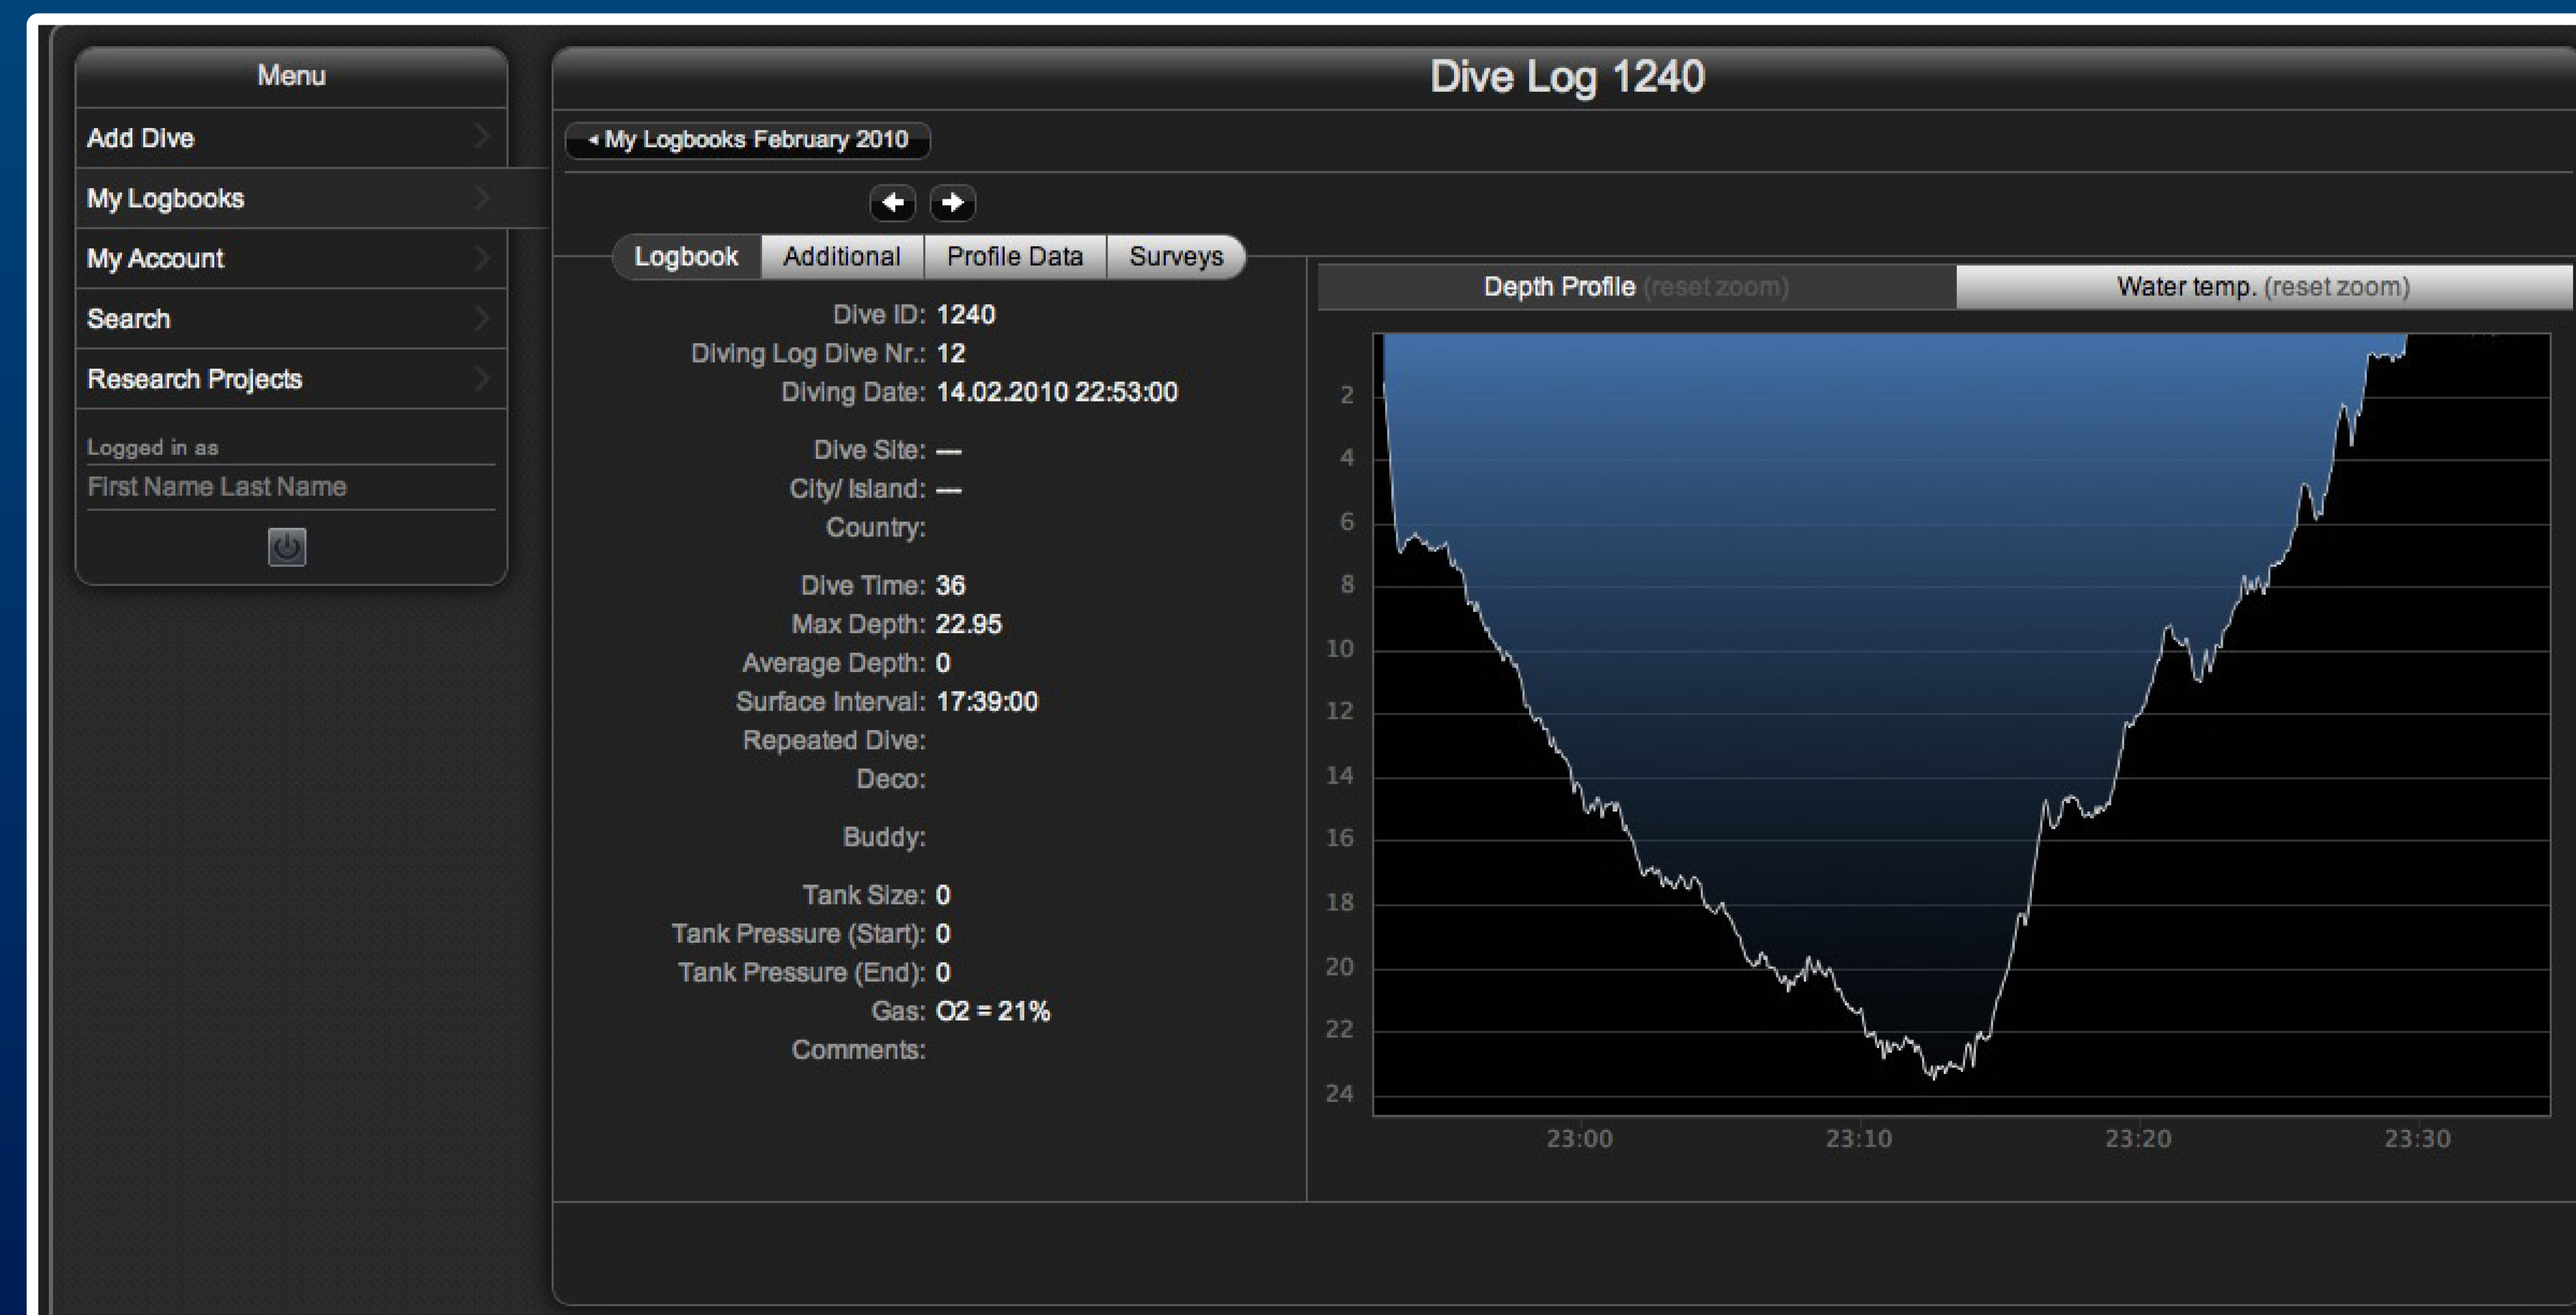 Menu
Add Dive
My Logbooks
My Account
Search
Research Projects
Logged in as
First Name Last Name
Dive Log 1240
My Logbooks February 2010
Logbook Additional Profile Data Surveys
Dive ID: 1240
Diving Log Dive Nr.: 12
Diving Date: 14.02.2010 22:53:00
Dive Site: ---
City/ Island: ---
Country:
Dive Time: 36
Max Depth: 22.95
Average Depth: 0
Surface Interval: 17:39:00
Repeated Dive:
Deco:
Buddy:
Tank Size: 0
Tank Pressure (Start): 0
Tank Pressure (End): 0
Gas: O2 = 21%
Comments:
Depth Profile (reset zoom) Water temp. (reset zoom)
2
4
6
8
10
12
14
16
18
20
22
24
23:00 23:10 23:20 23:30